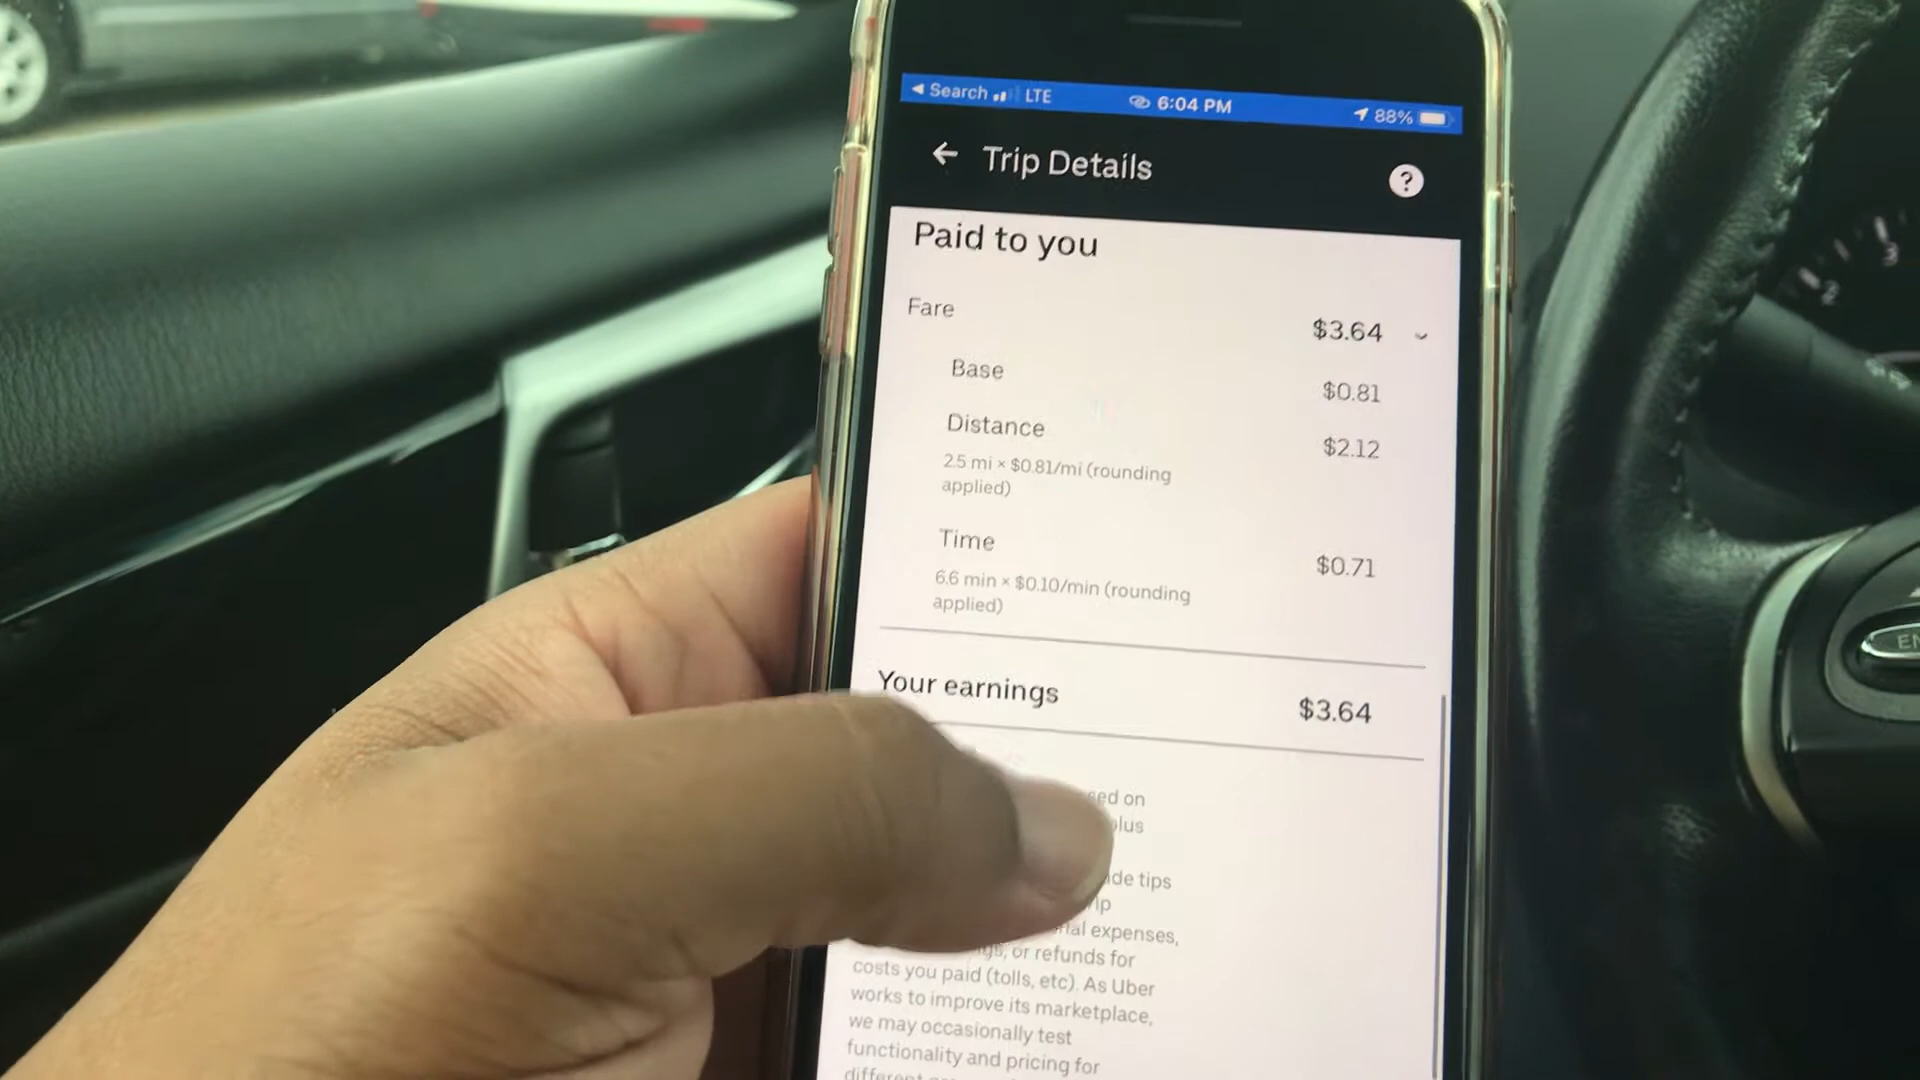 Search LTE 6:04 PM 88%
Trip Details ?
Paid to you
Fare $3.64
Base $0.81
Distance $2.12
2.5 mi × $0.81/mi (rounding
applied)
Time $0.71
6.6 min × $0.10/min (rounding
applied)
Your earnings $3.64
on
plus
tips
expenses,
or refunds for
costs you paid (tolls, etc). As Uber
works to improve its marketplace,
we may occasionally test
functionality and pricing for